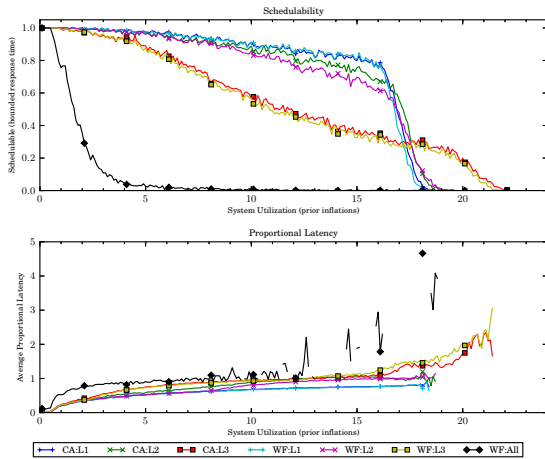 Schedulability
Schedulable (bounded response time)
1.0
0.8
0.6
0.4
0.2
0.0
0 5 10 15 20
System Utilization (prior inflations)
Proportional Latency
Average Proportional Latency
5
4
3
2
1
0
0 5 10 15 20
System Utilization (prior inflations)
CA:L1 CA:L2 CA:L3 WF:L1 WF:L2 WF:L3 WF:All